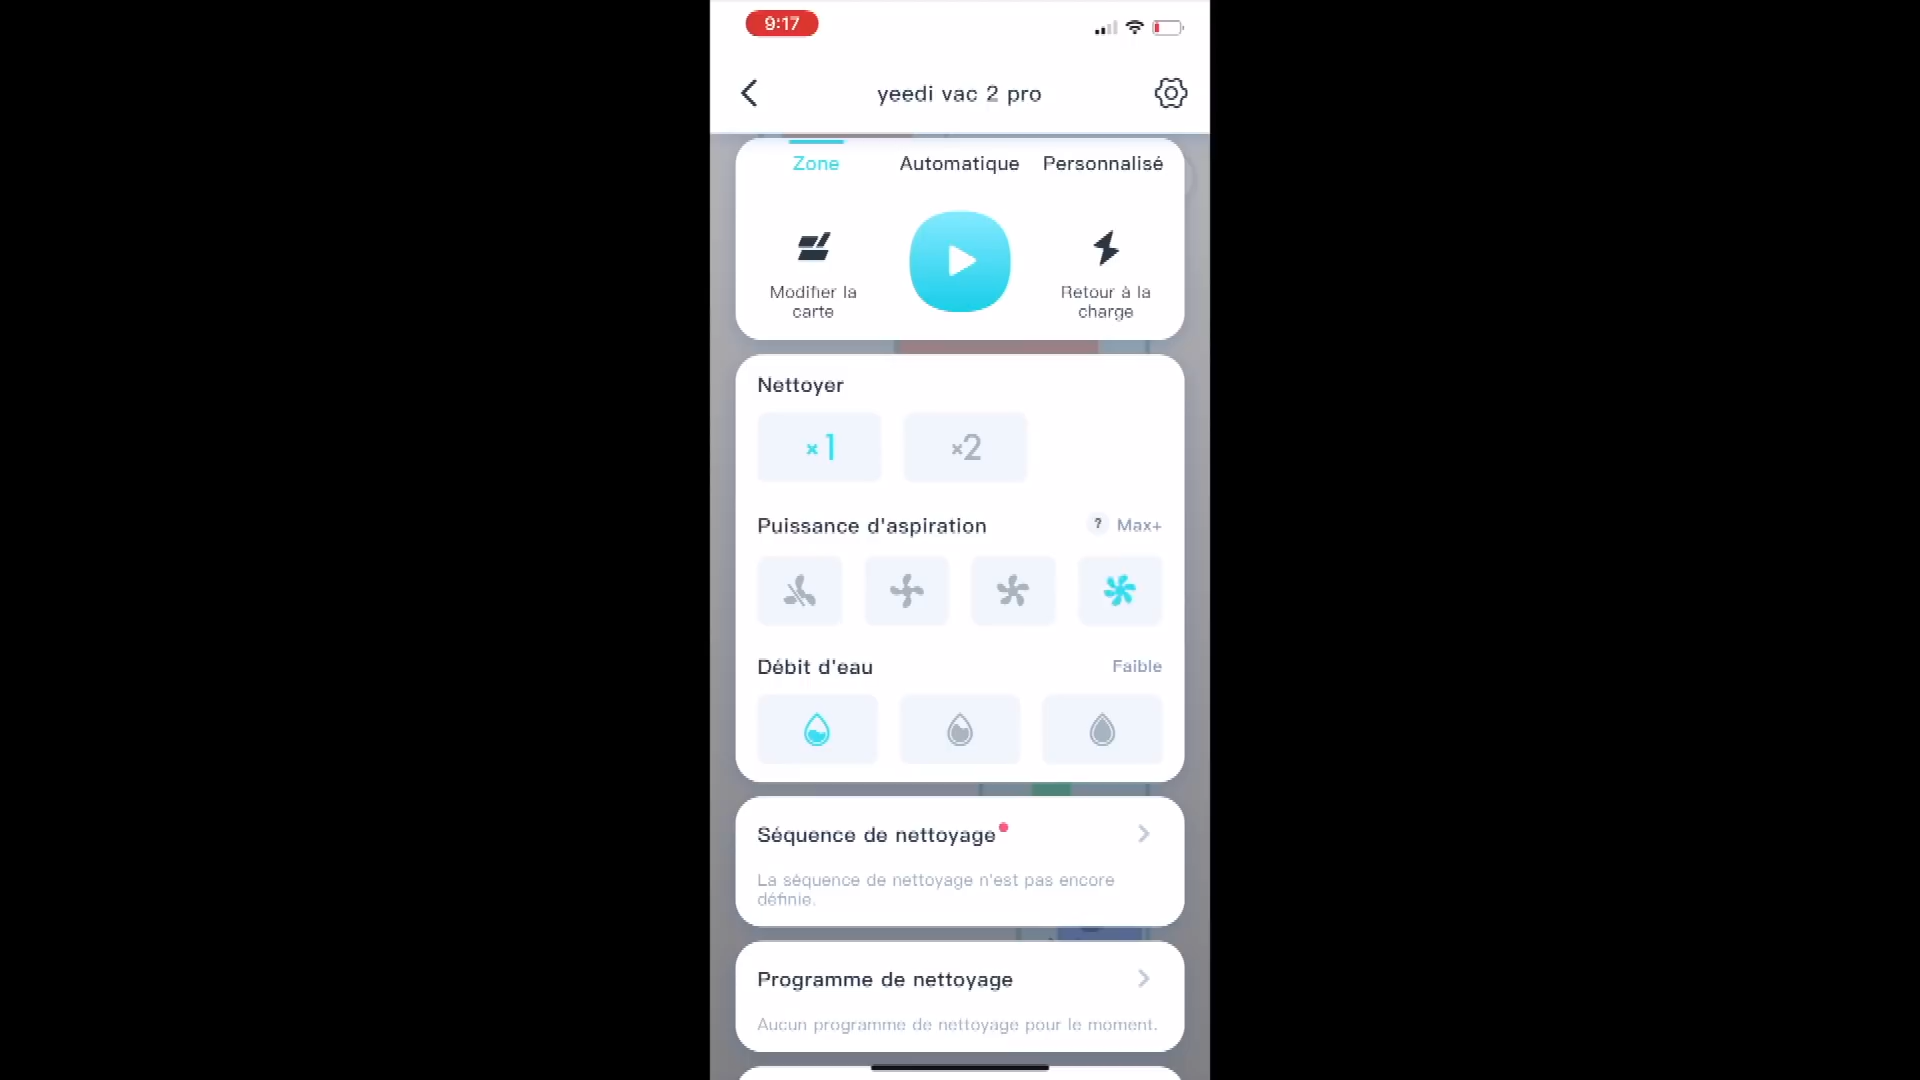 9:17
yeedi vac 2 pro
Zone Automatique Personnalisé
Modifier la
carte
Retour à la
charge
Nettoyer
×1 ×2
Puissance d'aspiration ? Max+
Débit d'eau Faible
Séquence de nettoyage
La séquence de nettoyage n'est pas encore
définie.
Programme de nettoyage
Aucun programme de nettoyage pour le moment.